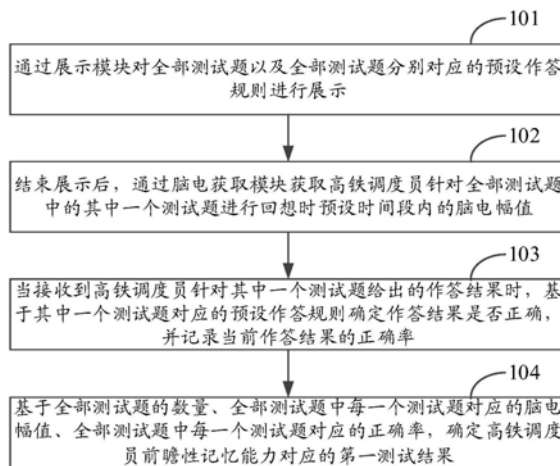 101
通过展示模块对全部测试题以及全部测试题分别对应的预设作答
规则进行展示
102
结束展示后，通过脑电获取模块获取高铁调度员针对全部测试题
中的其中一个测试题进行回想时预设时间段内的脑电幅值
103
当接收到高铁调度员针对其中一个测试题给出的作答结果时，基
于其中一个测试题对应的预设作答规则确定作答结果是否正确，
并记录当前作答结果的正确率
104
基于全部测试题的数量、全部测试题中每一个测试题对应的脑电
幅值、全部测试题中每一个测试题对应的正确率，确定高铁调度
员前瞻性记忆能力对应的第一测试结果